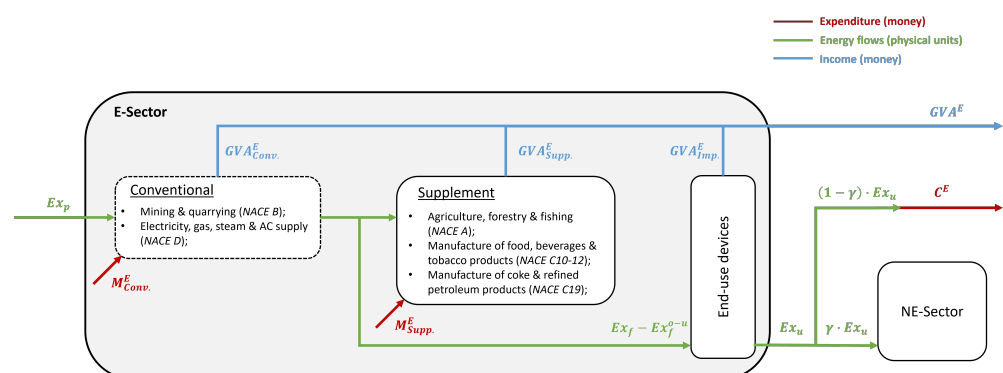 Expenditure (money)
Energy flows (physical units)
Income (money)
E-Sector
GVA^E
GVA^E_Conv.
GVA^E_Supp.
GVA^E_Imp.
Conventional
• Mining & quarrying (NACE B);
• Electricity, gas, steam & AC supply
(NACE D);
Supplement
• Agriculture, forestry & fishing
(NACE A);
• Manufacture of food, beverages &
tobacco products (NACE C10-12);
• Manufacture of coke & refined
petroleum products (NACE C19);
End-use devices
Ex_p
(1 − γ) · Ex_u
C^E
M^E_Conv.
M^E_Supp.
Ex_f − Ex_f^o−u
Ex_u
γ · Ex_u
NE-Sector